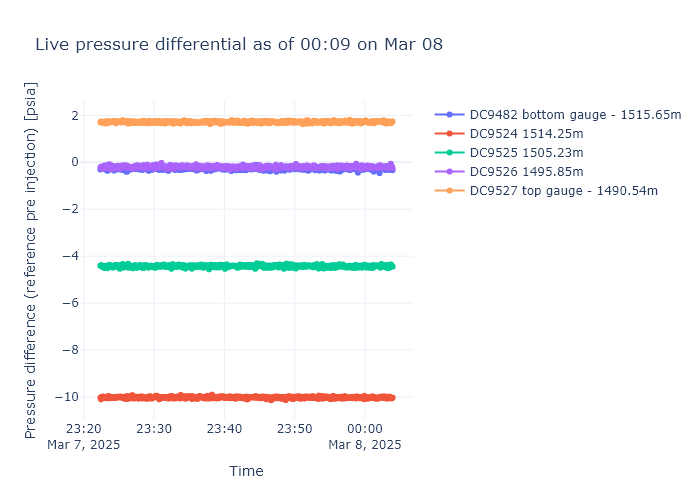 Live pressure differential as of 00:09 on Mar 08
Pressure difference (reference pre injection) [psia]
2
0
−2
−4
−6
−8
−10
23:20
Mar 7, 2025
23:30
23:40
23:50
00:00
Mar 8, 2025
Time
DC9482 bottom gauge - 1515.65m
DC9524 1514.25m
DC9525 1505.23m
DC9526 1495.85m
DC9527 top gauge - 1490.54m